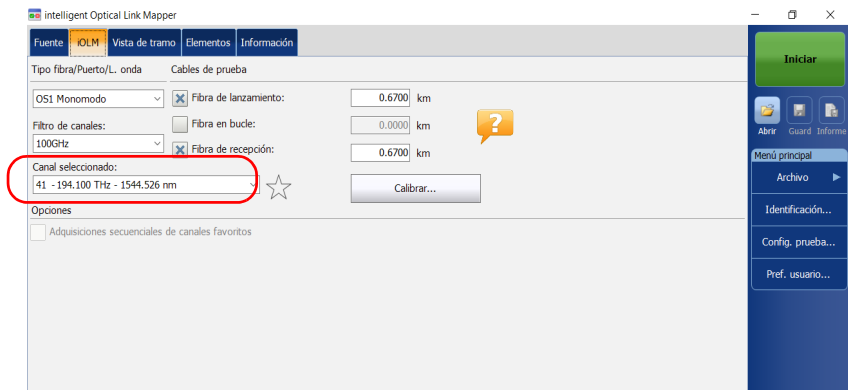 intelligent Optical Link Mapper
Fuente iOLM Vista de tramo Elementos Información
Tipo fibra/Puerto/L. onda Cables de prueba
OS1 Monomodo
Fibra de lanzamiento: 0.6700 km
Filtro de canales:
Fibra en bucle: 0.0000 km
100GHz
Fibra de recepción: 0.6700 km
Canal seleccionado:
41 - 194.100 THz - 1544.526 nm
Calibrar...
Opciones
Adquisiciones secuenciales de canales favoritos
?
Iniciar
Abrir Guard Informe
Menú principal
Archivo
Identificación...
Config. prueba...
Pref. usuario...